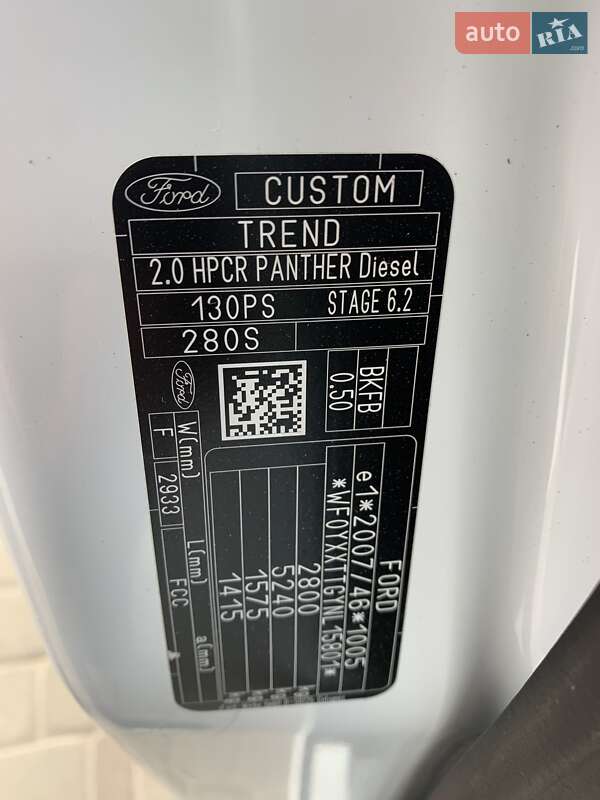 auto RIA .com
Ford CUSTOM
TREND
2.0 HPCR PANTHER Diesel
130PS STAGE 6.2
280S
Ford
BKFB
0.50
W(mm) L(mm) a(mm)
F 2933 FCC
FORD
e1*2007/46*1005
*WF0YXXTTGYNL15801*
2800
5240
1575
1415